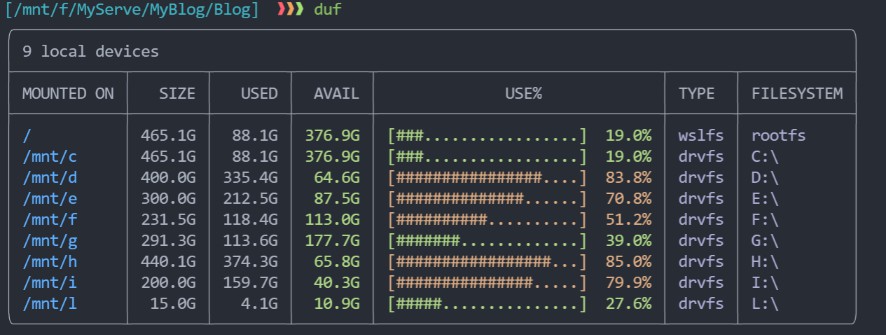 [/mnt/f/MyServe/MyBlog/Blog] ❯❯❯ duf
9 local devices
MOUNTED ON SIZE USED AVAIL USE% TYPE FILESYSTEM
/ 465.1G 88.1G 376.9G [###.................] 19.0% wslfs rootfs
/mnt/c 465.1G 88.1G 376.9G [###.................] 19.0% drvfs C:\
/mnt/d 400.0G 335.4G 64.6G [################....] 83.8% drvfs D:\
/mnt/e 300.0G 212.5G 87.5G [##############......] 70.8% drvfs E:\
/mnt/f 231.5G 118.4G 113.0G [##########..........] 51.2% drvfs F:\
/mnt/g 291.3G 113.6G 177.7G [#######.............] 39.0% drvfs G:\
/mnt/h 440.1G 374.3G 65.8G [#################...] 85.0% drvfs H:\
/mnt/i 200.0G 159.7G 40.3G [###############.....] 79.9% drvfs I:\
/mnt/l 15.0G 4.1G 10.9G [#####...............] 27.6% drvfs L:\